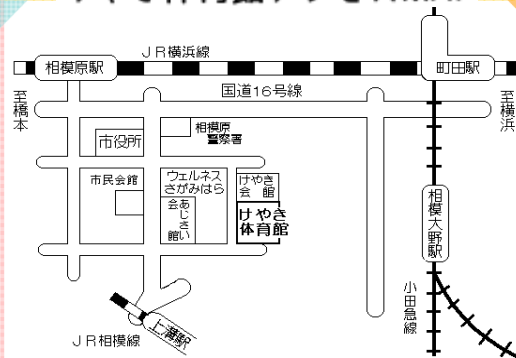 JR横浜線
相模原駅
町田駅
国道16号線
至橋本
至横浜
市役所
相模原
警察署
市民会館
ウェルネス
さがみはら
あじさい
会館
けやき
会館
けやき
体育館
相模大野駅
小田急線
上溝駅
JR相模線